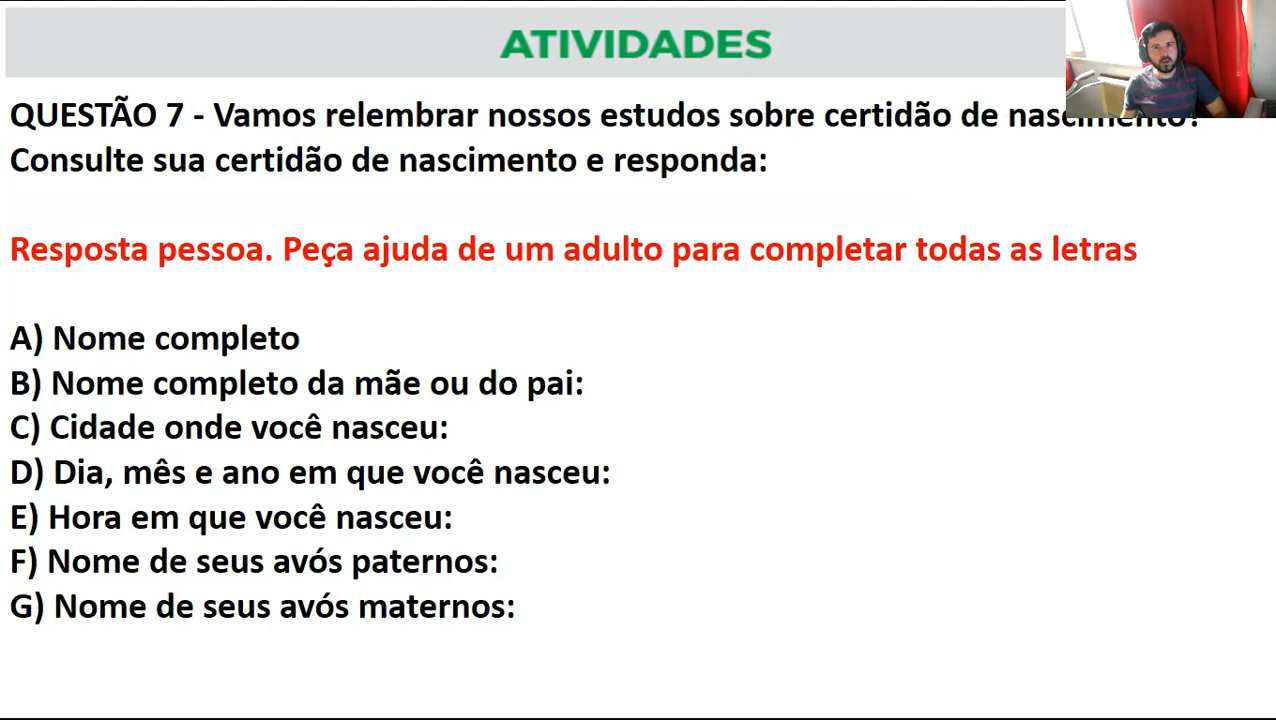 ATIVIDADES
QUESTÃO 7 - Vamos relembrar nossos estudos sobre certidão de nascimento?
Consulte sua certidão de nascimento e responda:
Resposta pessoa. Peça ajuda de um adulto para completar todas as letras
A) Nome completo
B) Nome completo da mãe ou do pai:
C) Cidade onde você nasceu:
D) Dia, mês e ano em que você nasceu:
E) Hora em que você nasceu:
F) Nome de seus avós paternos:
G) Nome de seus avós maternos: